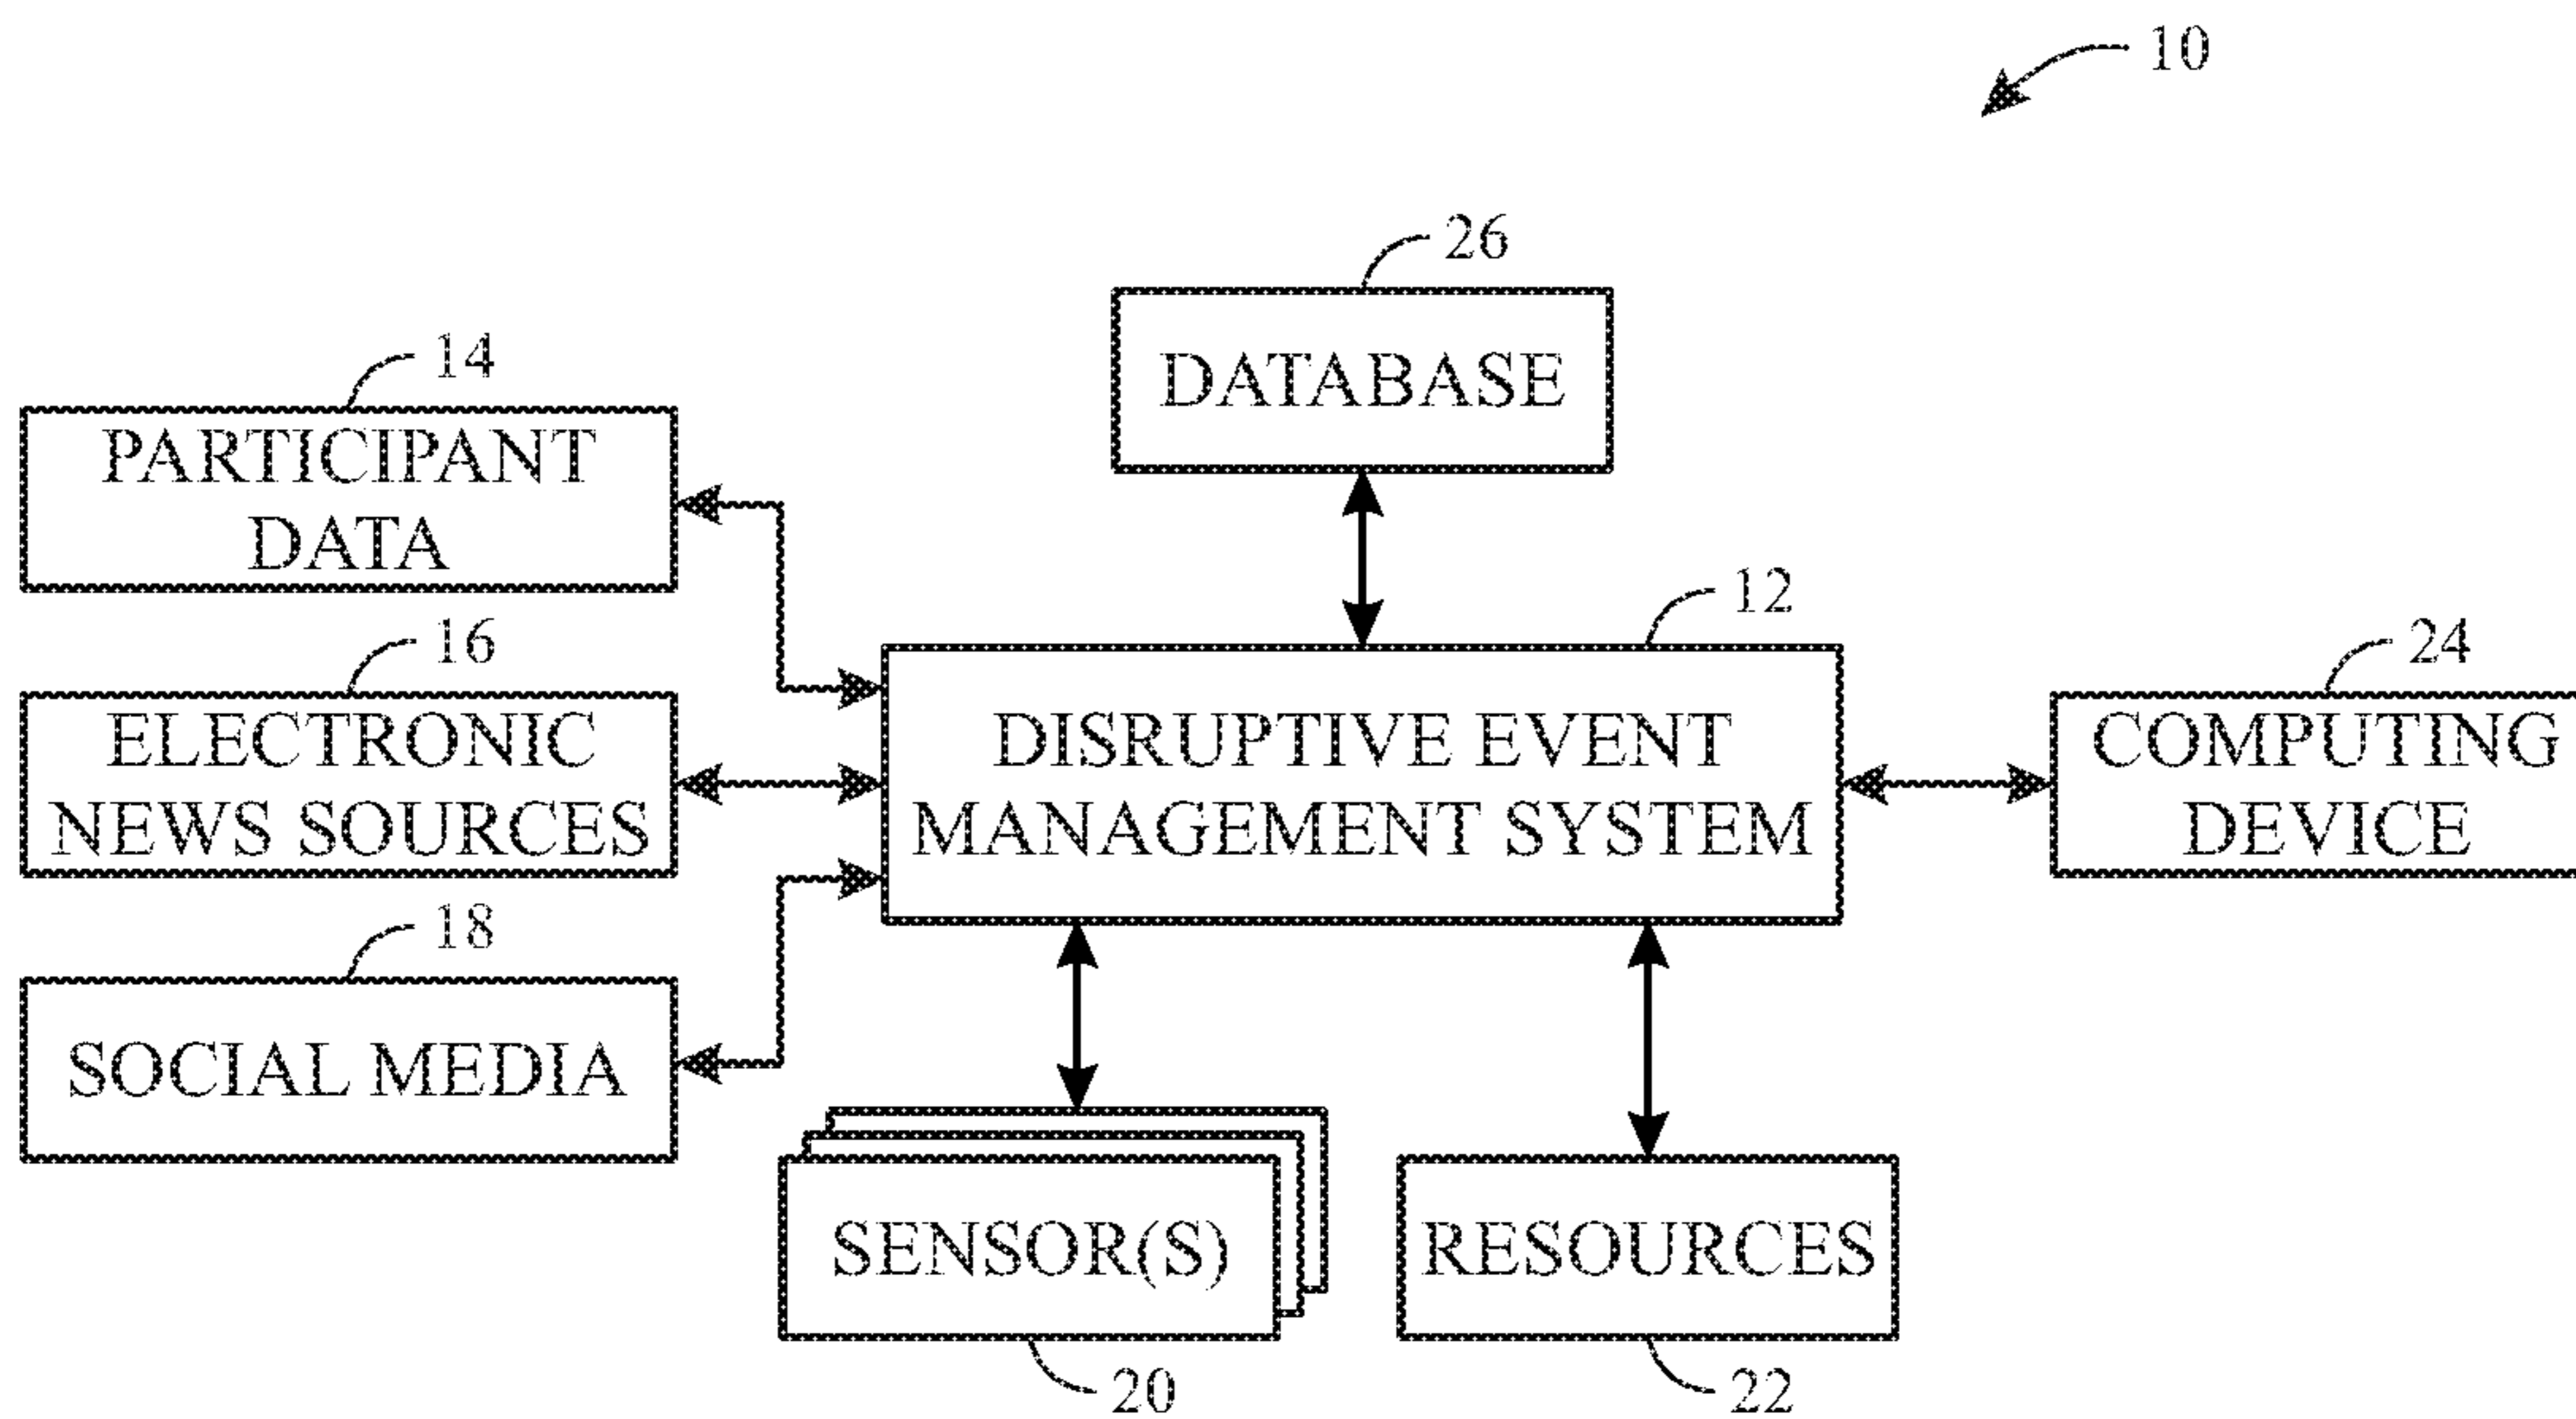 10
26
DATABASE
14
PARTICIPANT
DATA
16
ELECTRONIC
NEWS SOURCES
18
SOCIAL MEDIA
12
DISRUPTIVE EVENT
MANAGEMENT SYSTEM
24
COMPUTING
DEVICE
SENSOR(S)
20
RESOURCES
22